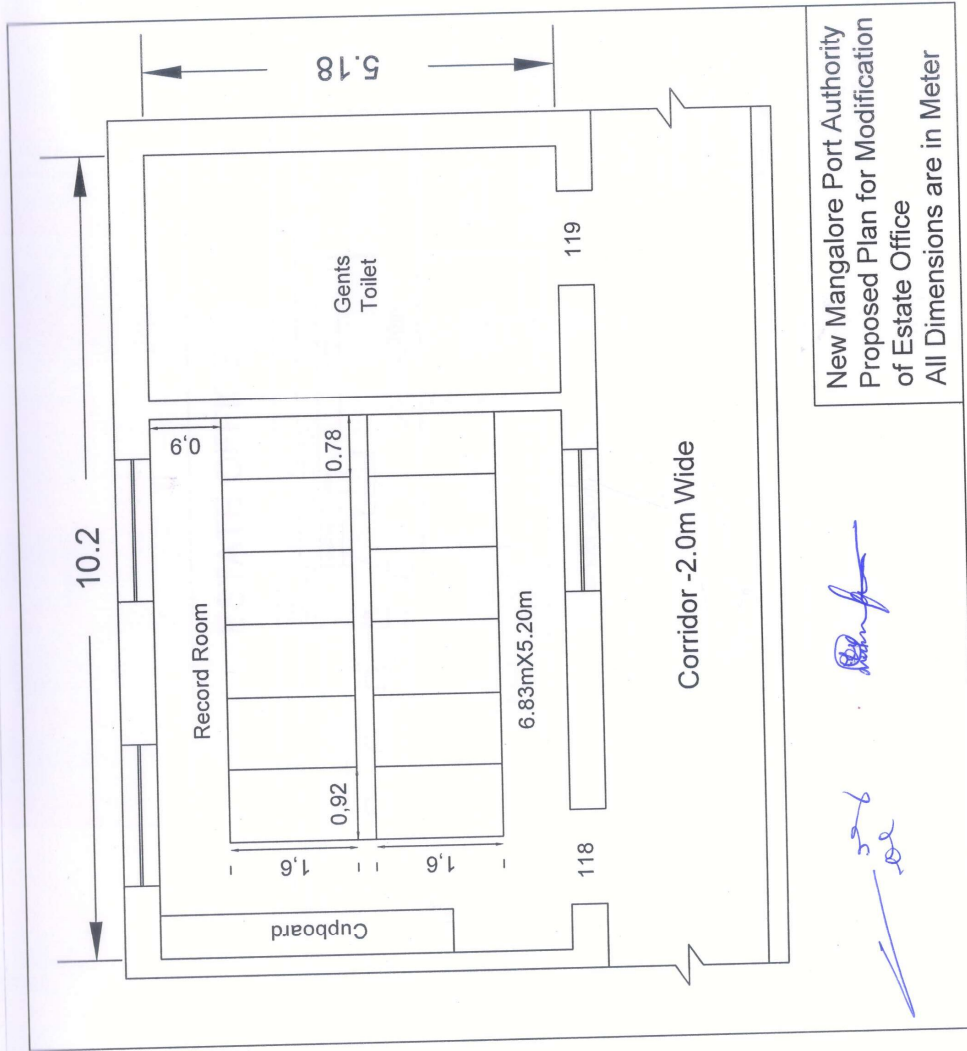 10.2
5.18
Record Room
0,9
Gents
Toilet
0.78
0,92
1,6
1,6
Cupboard
6.83mX5.20m
118
119
Corridor -2.0m Wide
New Mangalore Port Authority
Proposed Plan for Modification
of Estate Office
All Dimensions are in Meter